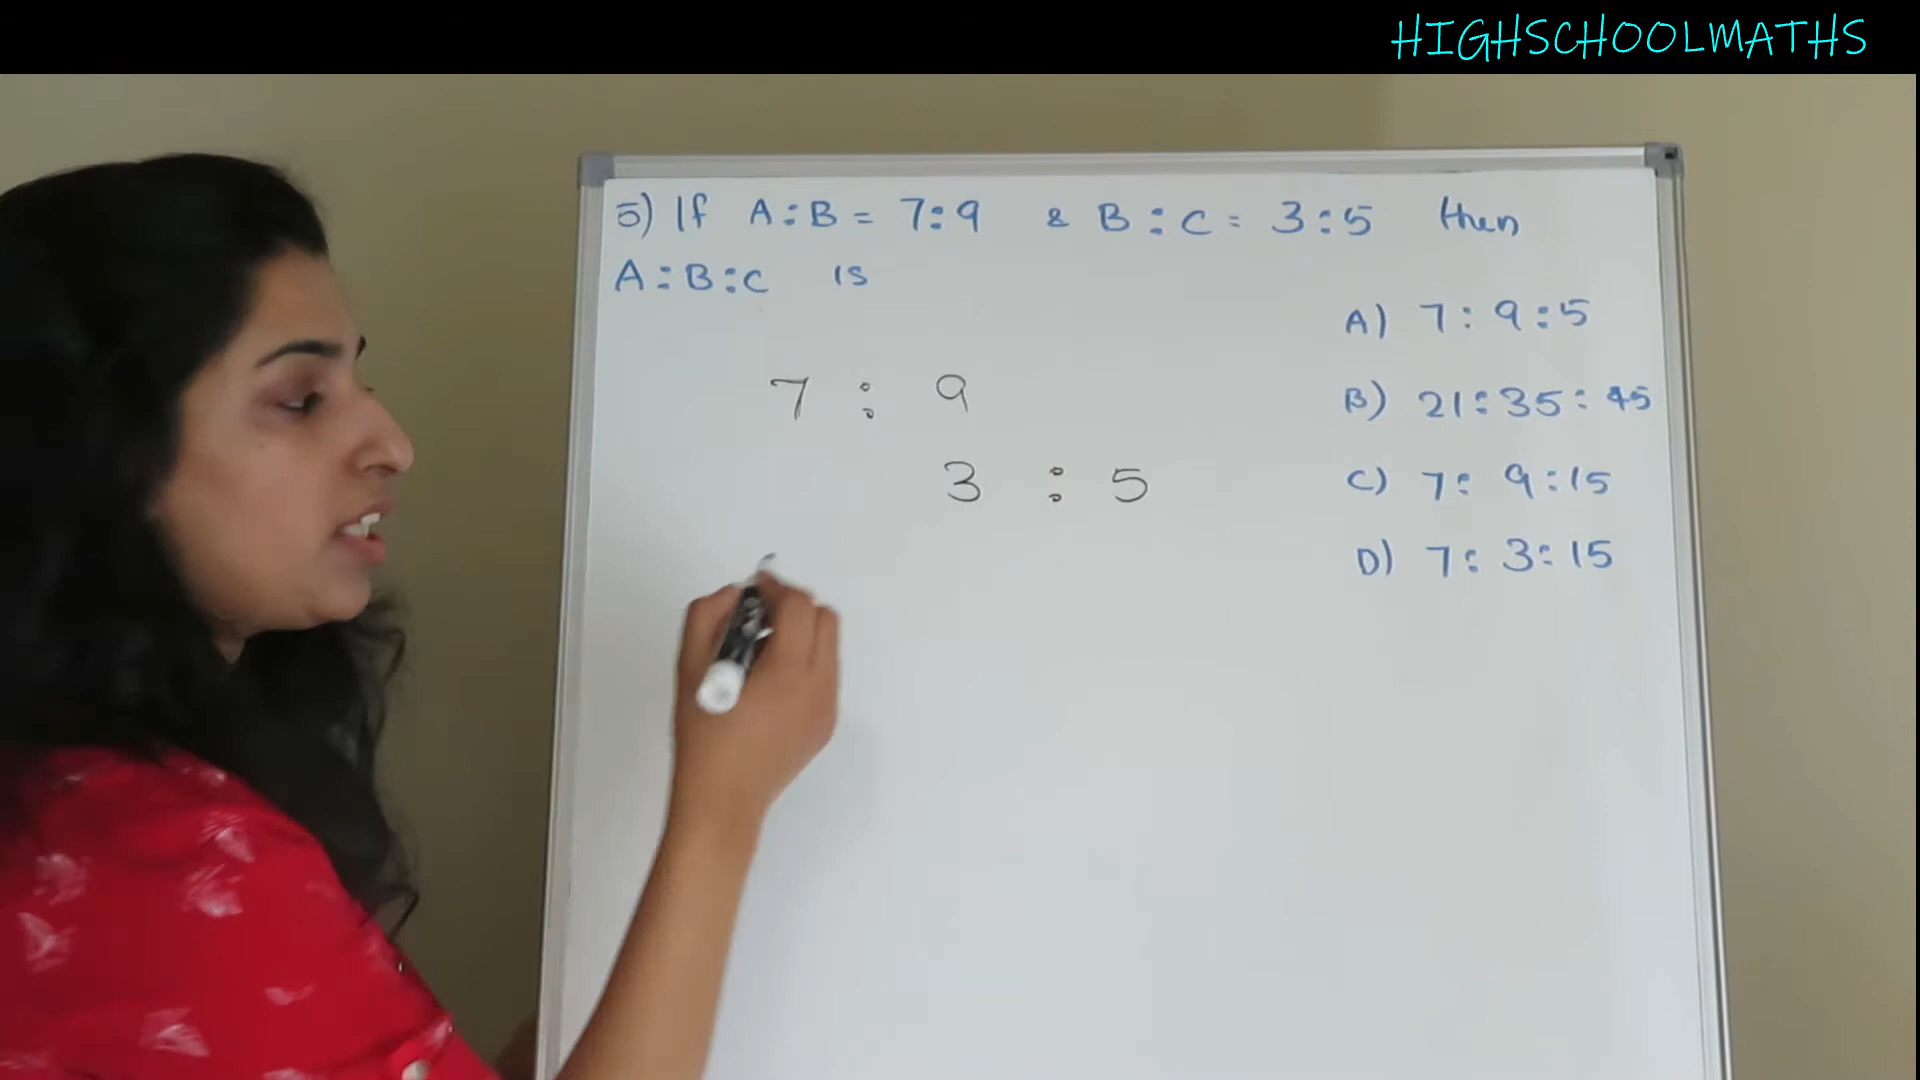 HIGHSCHOOLMATHS
5) If A:B = 7:9 & B:C = 3:5 then
A:B:C is
A) 7:9:5
7 : 9
B) 21:35:45
3 : 5
C) 7:9:15
D) 7:3:15